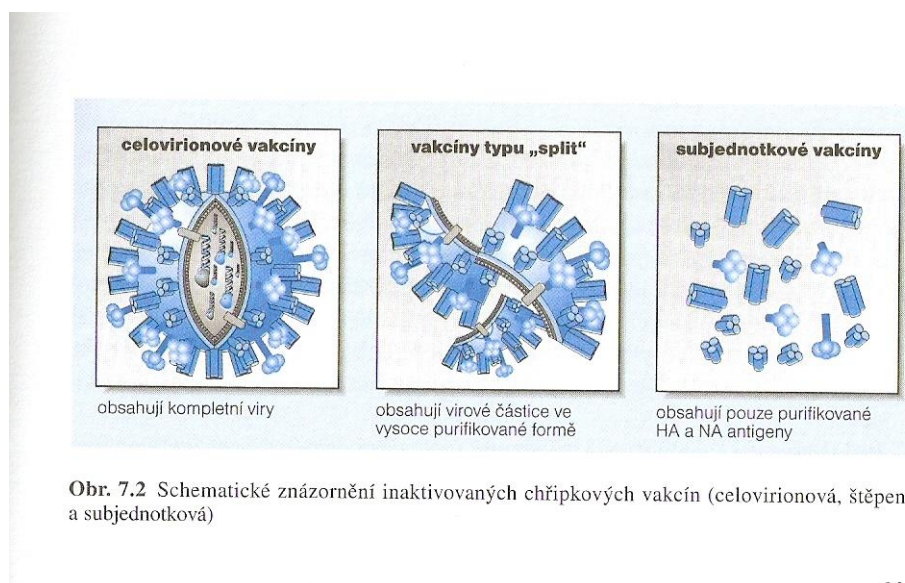 celovirionové vakcíny
obsahují kompletní viry
vakcíny typu „split“
obsahují virové částice ve
vysoce purifikované formě
subjednotkové vakcíny
obsahují pouze purifikované
HA a NA antigeny
Obr. 7.2 Schematické znázornění inaktivovaných chřipkových vakcín (celovirionová, štěpen
a subjednotková)